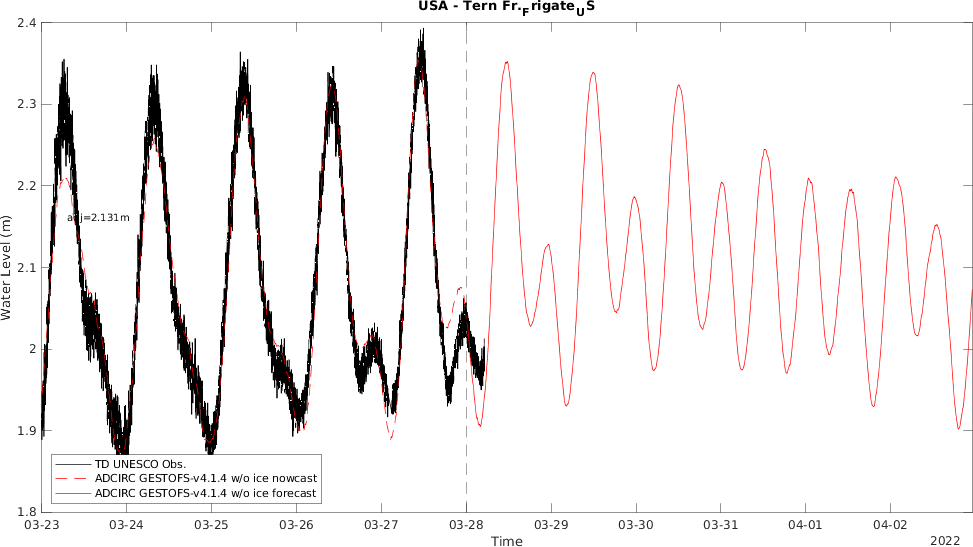 USA - Tern Fr.FrigateUS
2.4
2.3
2.2
2.1
2
1.9
1.8
Water Level (m)
adj=2.131m
TD UNESCO Obs.
ADCIRC GESTOFS-v4.1.4 w/o ice nowcast
ADCIRC GESTOFS-v4.1.4 w/o ice forecast
03-23 03-24 03-25 03-26 03-27 03-28 03-29 03-30 03-31 04-01 04-02
Time
2022